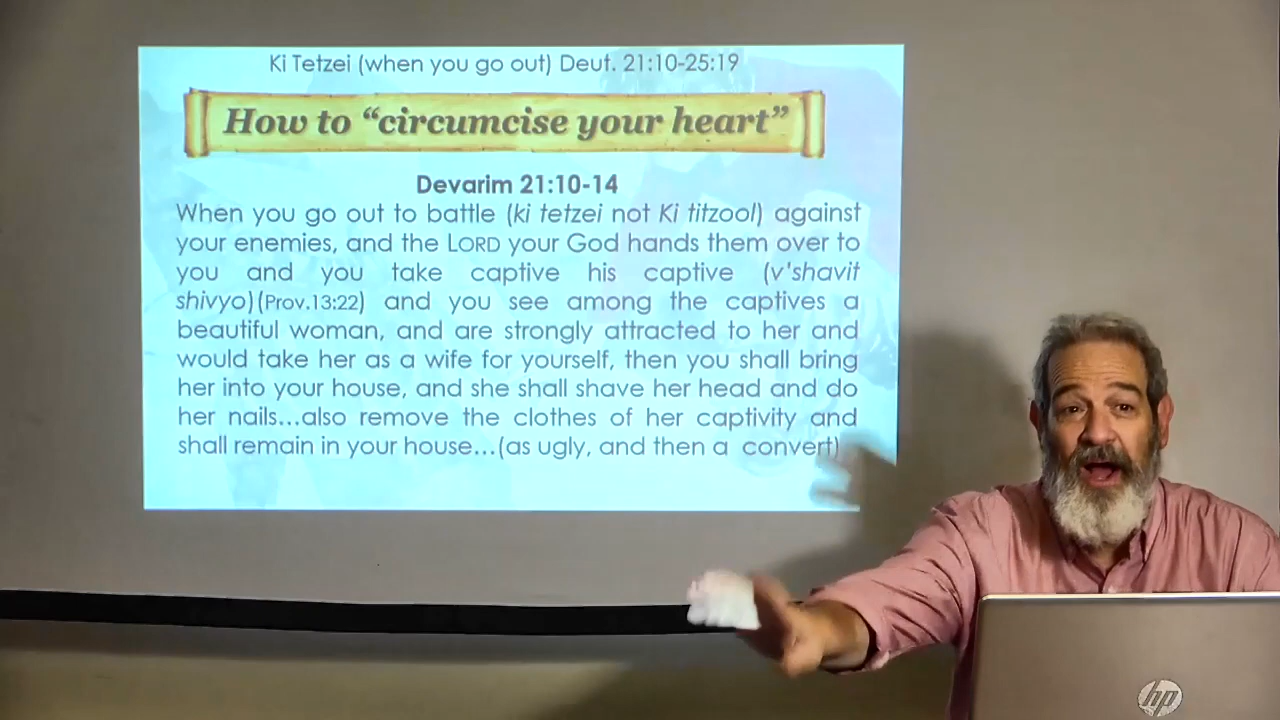 Ki Tetzei (when you go out) Deut. 21:10-25:19
How to “circumcise your heart”
Devarim 21:10-14
When you go out to battle (ki tetzei not Ki titzool) against
your enemies, and the LORD your God hands them over to
you and you take captive his captive (v'shavit
shivyo)(Prov.13:22) and you see among the captives a
beautiful woman, and are strongly attracted to her and
would take her as a wife for yourself, then you shall bring
her into your house, and she shall shave her head and do
her nails...also remove the clothes of her captivity and
shall remain in your house...(as ugly, and then a convert)
hp